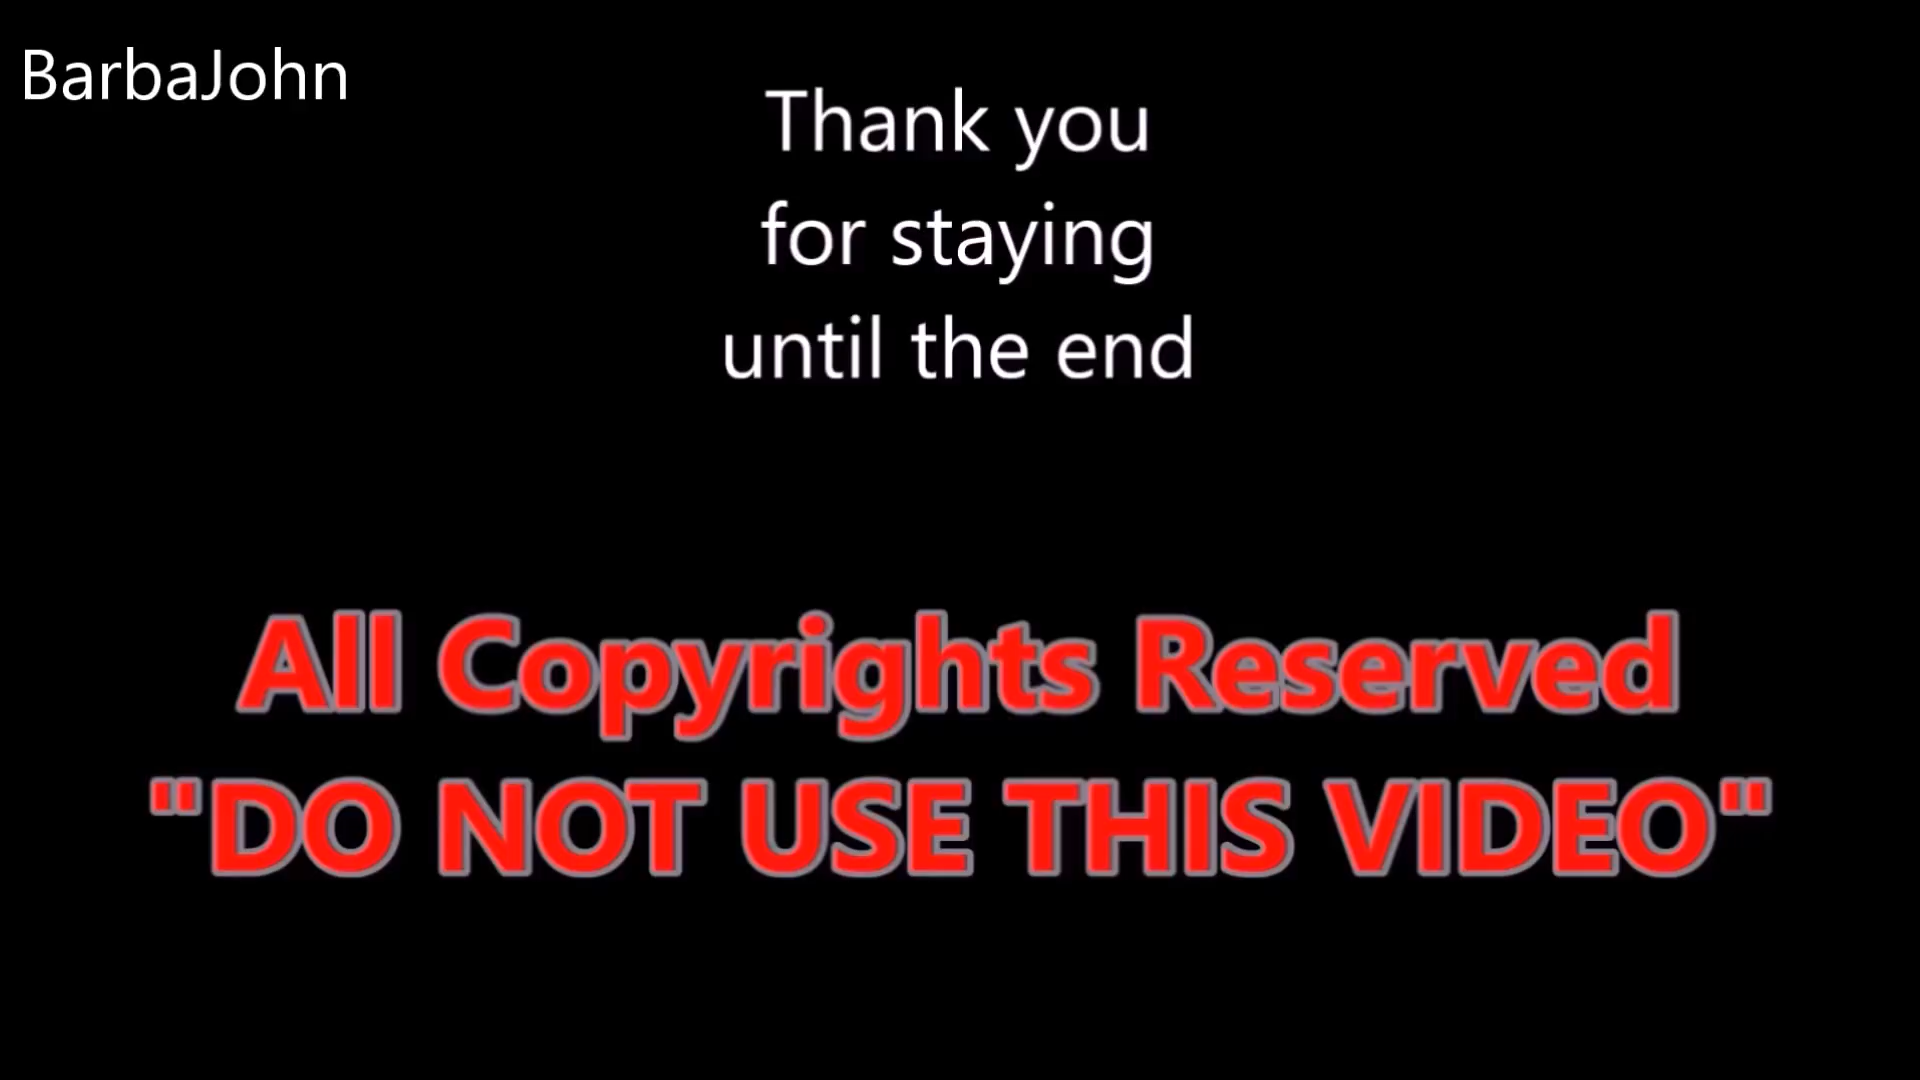 BarbaJohn
Thank you
for staying
until the end
All Copyrights Reserved
"DO NOT USE THIS VIDEO"